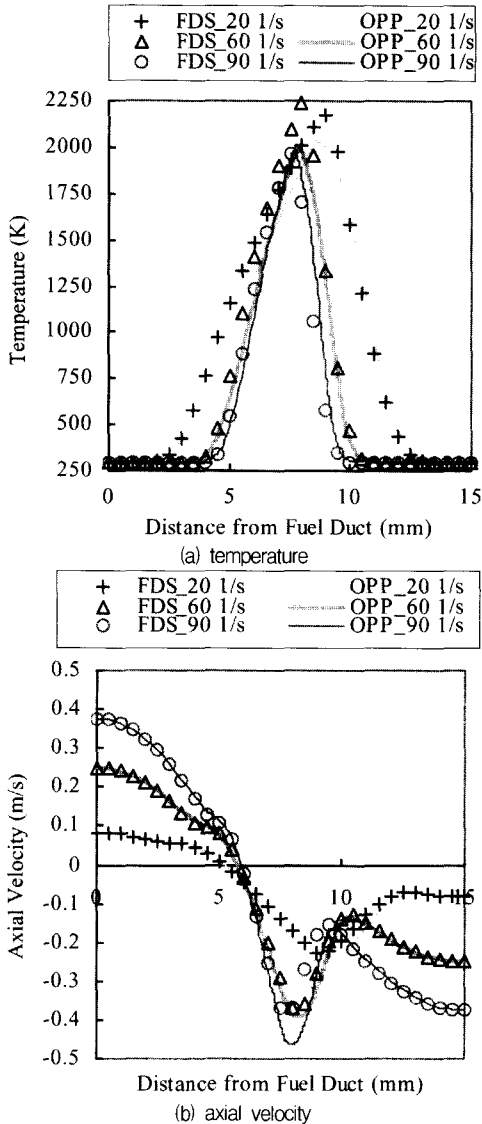 FDS_20 1/s OPP_20 1/s
FDS_60 1/s OPP_60 1/s
FDS_90 1/s OPP_90 1/s
2250
2000
1750
1500
1250
1000
750
500
250
Temperature (K)
0 5 10 15
Distance from Fuel Duct (mm)
(a) temperature
FDS_20 1/s OPP_20 1/s
FDS_60 1/s OPP_60 1/s
FDS_90 1/s OPP_90 1/s
0.5
0.4
0.3
0.2
0.1
0
-0.1
-0.2
-0.3
-0.4
-0.5
Axial Velocity (m/s)
0 5 10 15
Distance from Fuel Duct (mm)
(b) axial velocity